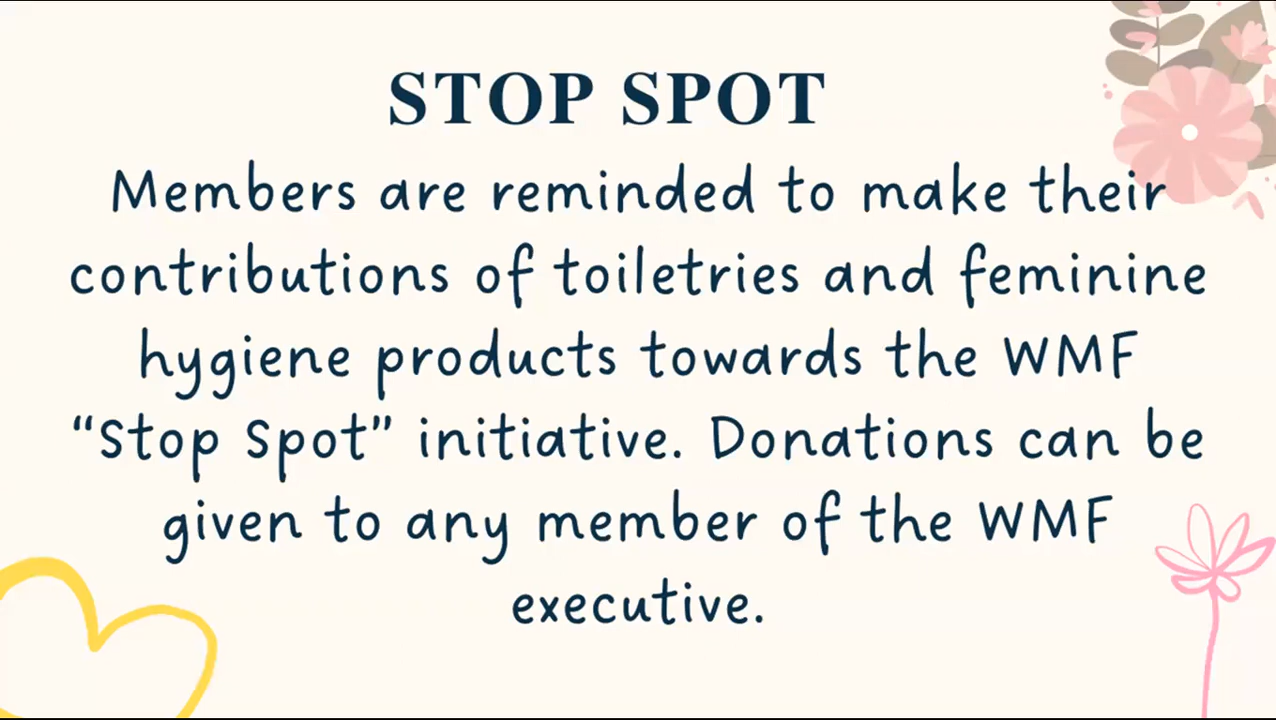 STOP SPOT
Members are reminded to make their
contributions of toiletries and feminine
hygiene products towards the WMF
“Stop Spot” initiative. Donations can be
given to any member of the WMF
executive.